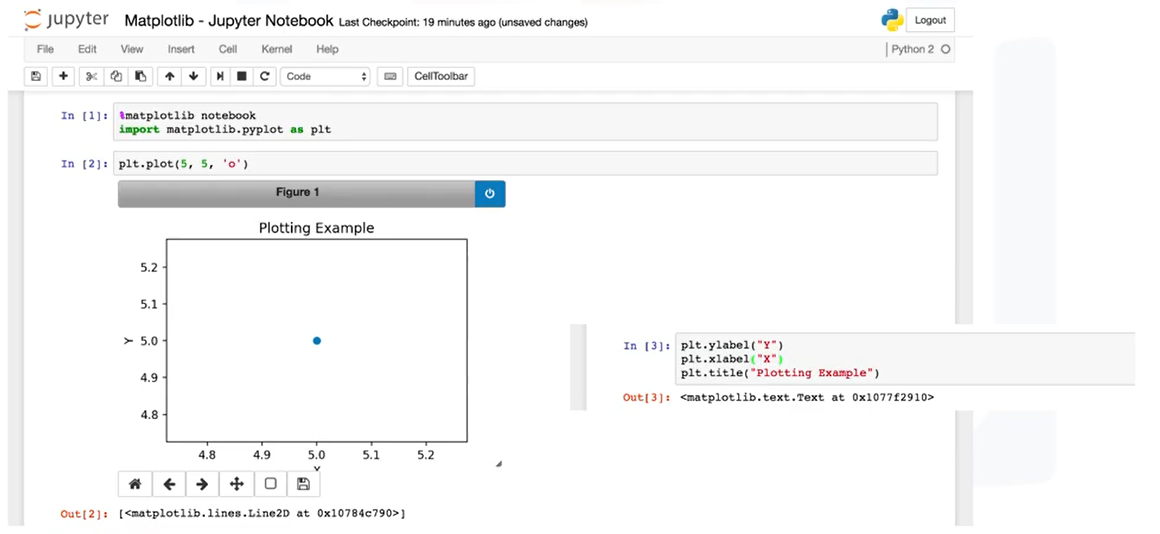 jupyter Matplotlib - Jupyter Notebook Last Checkpoint: 19 minutes ago (unsaved changes) Logout
File Edit View Insert Cell Kernel Help Python 2
Code CellToolbar
In [1]: %matplotlib notebook
import matplotlib.pyplot as plt
In [2]: plt.plot(5, 5, 'o')
Figure 1
Plotting Example
5.2
5.1
Y 5.0
4.9
4.8
4.8 4.9 5.0 5.1 5.2
Out[2]: [<matplotlib.lines.Line2D at 0x10784c790>]
In [3]: plt.ylabel("Y")
plt.xlabel("X")
plt.title("Plotting Example")
Out[3]: <matplotlib.text.Text at 0x1077f2910>